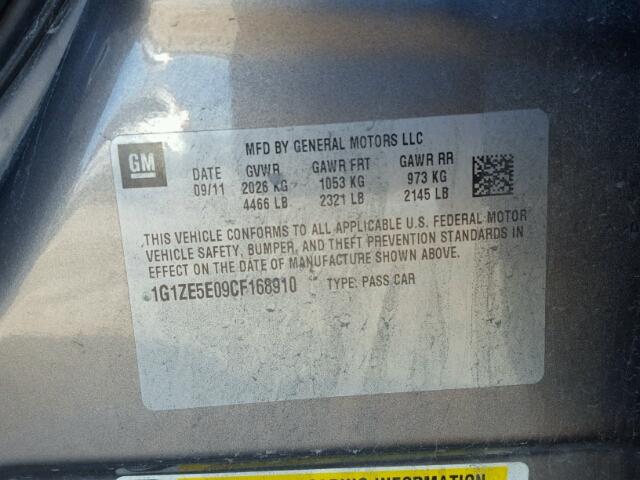 GM
MFD BY GENERAL MOTORS LLC
DATE GVWR GAWR FRT GAWR RR
09/11 2026 KG 1053 KG 973 KG
4466 LB 2321 LB 2145 LB
THIS VEHICLE CONFORMS TO ALL APPLICABLE U.S. FEDERAL MOTOR
VEHICLE SAFETY, BUMPER, AND THEFT PREVENTION STANDARDS IN
EFFECT ON THE DATE OF MANUFACTURE SHOWN ABOVE.
1G1ZE5E09CF168910 TYPE: PASS CAR
LOADING INFORMATION